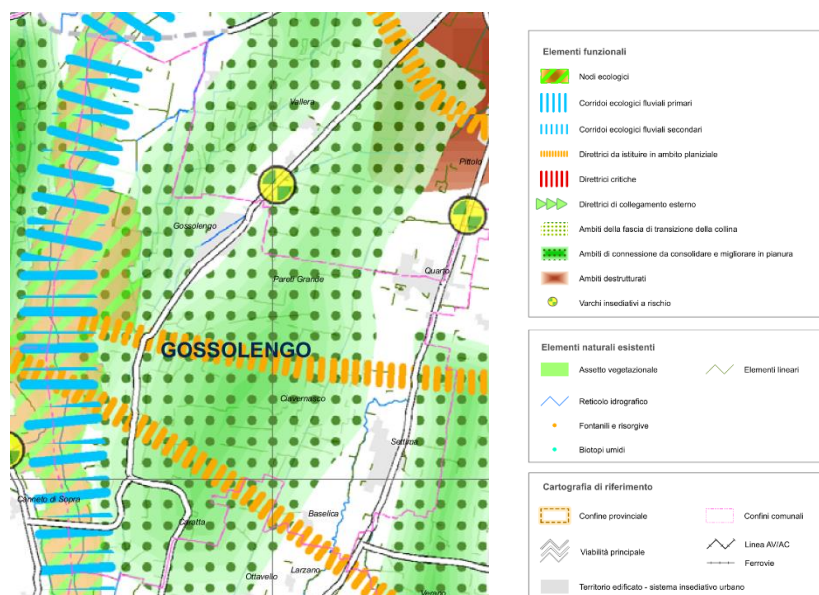 Vallera
Pittolo
Gossolengo
Quarto
Pareti Grande
GOSSOLENGO
Ciavernasco
Settima
Canneto di Sopra
Caratta
Baselica
Larzano
Ottavello
Elementi funzionali
Nodi ecologici
Corridoi ecologici fluviali primari
Corridoi ecologici fluviali secondari
Direttrici da istituire in ambito planiziale
Direttrici critiche
Direttrici di collegamento esterno
Ambiti della fascia di transizione della collina
Ambiti di connessione da consolidare e migliorare in pianura
Ambiti destrutturati
Varchi insediativi a rischio
Elementi naturali esistenti
Assetto vegetazionale
Elementi lineari
Reticolo idrografico
Fontanili e risorgive
Biotopi umidi
Cartografia di riferimento
Confine provinciale
Confini comunali
Viabilità principale
Linea AV/AC
Ferrovie
Territorio edificato - sistema insediativo urbano